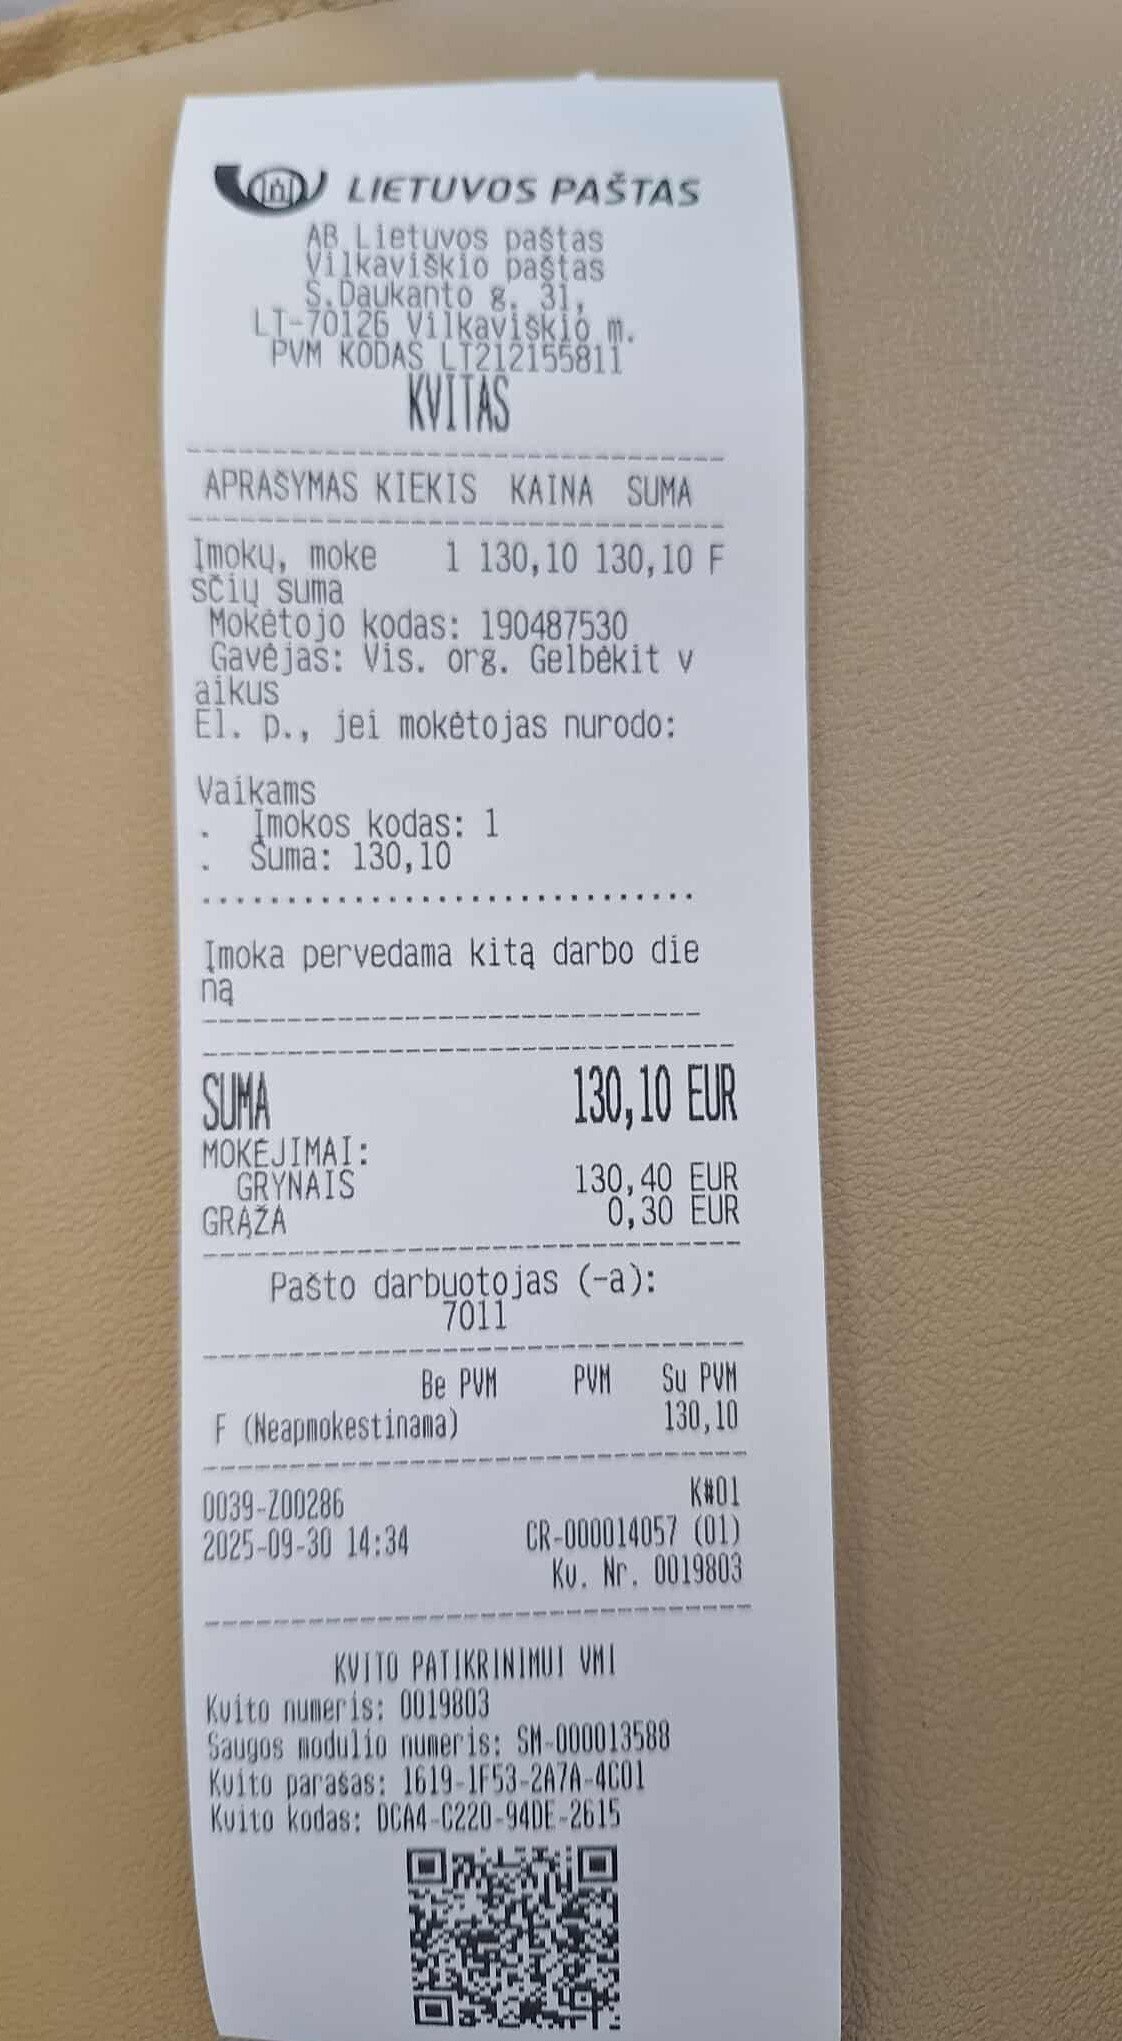 LIETUVOS PAŠTAS
AB Lietuvos paštas
Vilkaviškio paštas
S.Daukanto g. 31,
LT-70126 Vilkaviškio m.
PVM KODAS LT212155811
KVITAS
APRAŠYMAS KIEKIS KAINA SUMA
Įmokų, moke 1 130,10 130,10 F
sčių suma
Mokėtojo kodas: 190487530
Gavėjas: Vis. org. Gelbėkit v
aikus
El. p., jei mokėtojas nurodo:
Vaikams
. Įmokos kodas: 1
. Suma: 130,10
..............................
Įmoka pervedama kitą darbo die
ną
SUMA 130,10 EUR
MOKĖJIMAI:
GRYNAIS 130,40 EUR
GRĄŽA 0,30 EUR
Pašto darbuotojas (-a):
7011
Be PVM PVM Su PVM
F (Neapmokestinama) 130,10
0039-Z00286 K#01
2025-09-30 14:34 CR-000014057 (01)
Kv. Nr. 0019803
KVITO PATIKRINIMUI VMI
Kvito numeris: 0019803
Saugos modulio numeris: SM-000013588
Kvito parašas: 1619-1F53-2A7A-4C01
Kvito kodas: DCA4-C220-94DE-2615